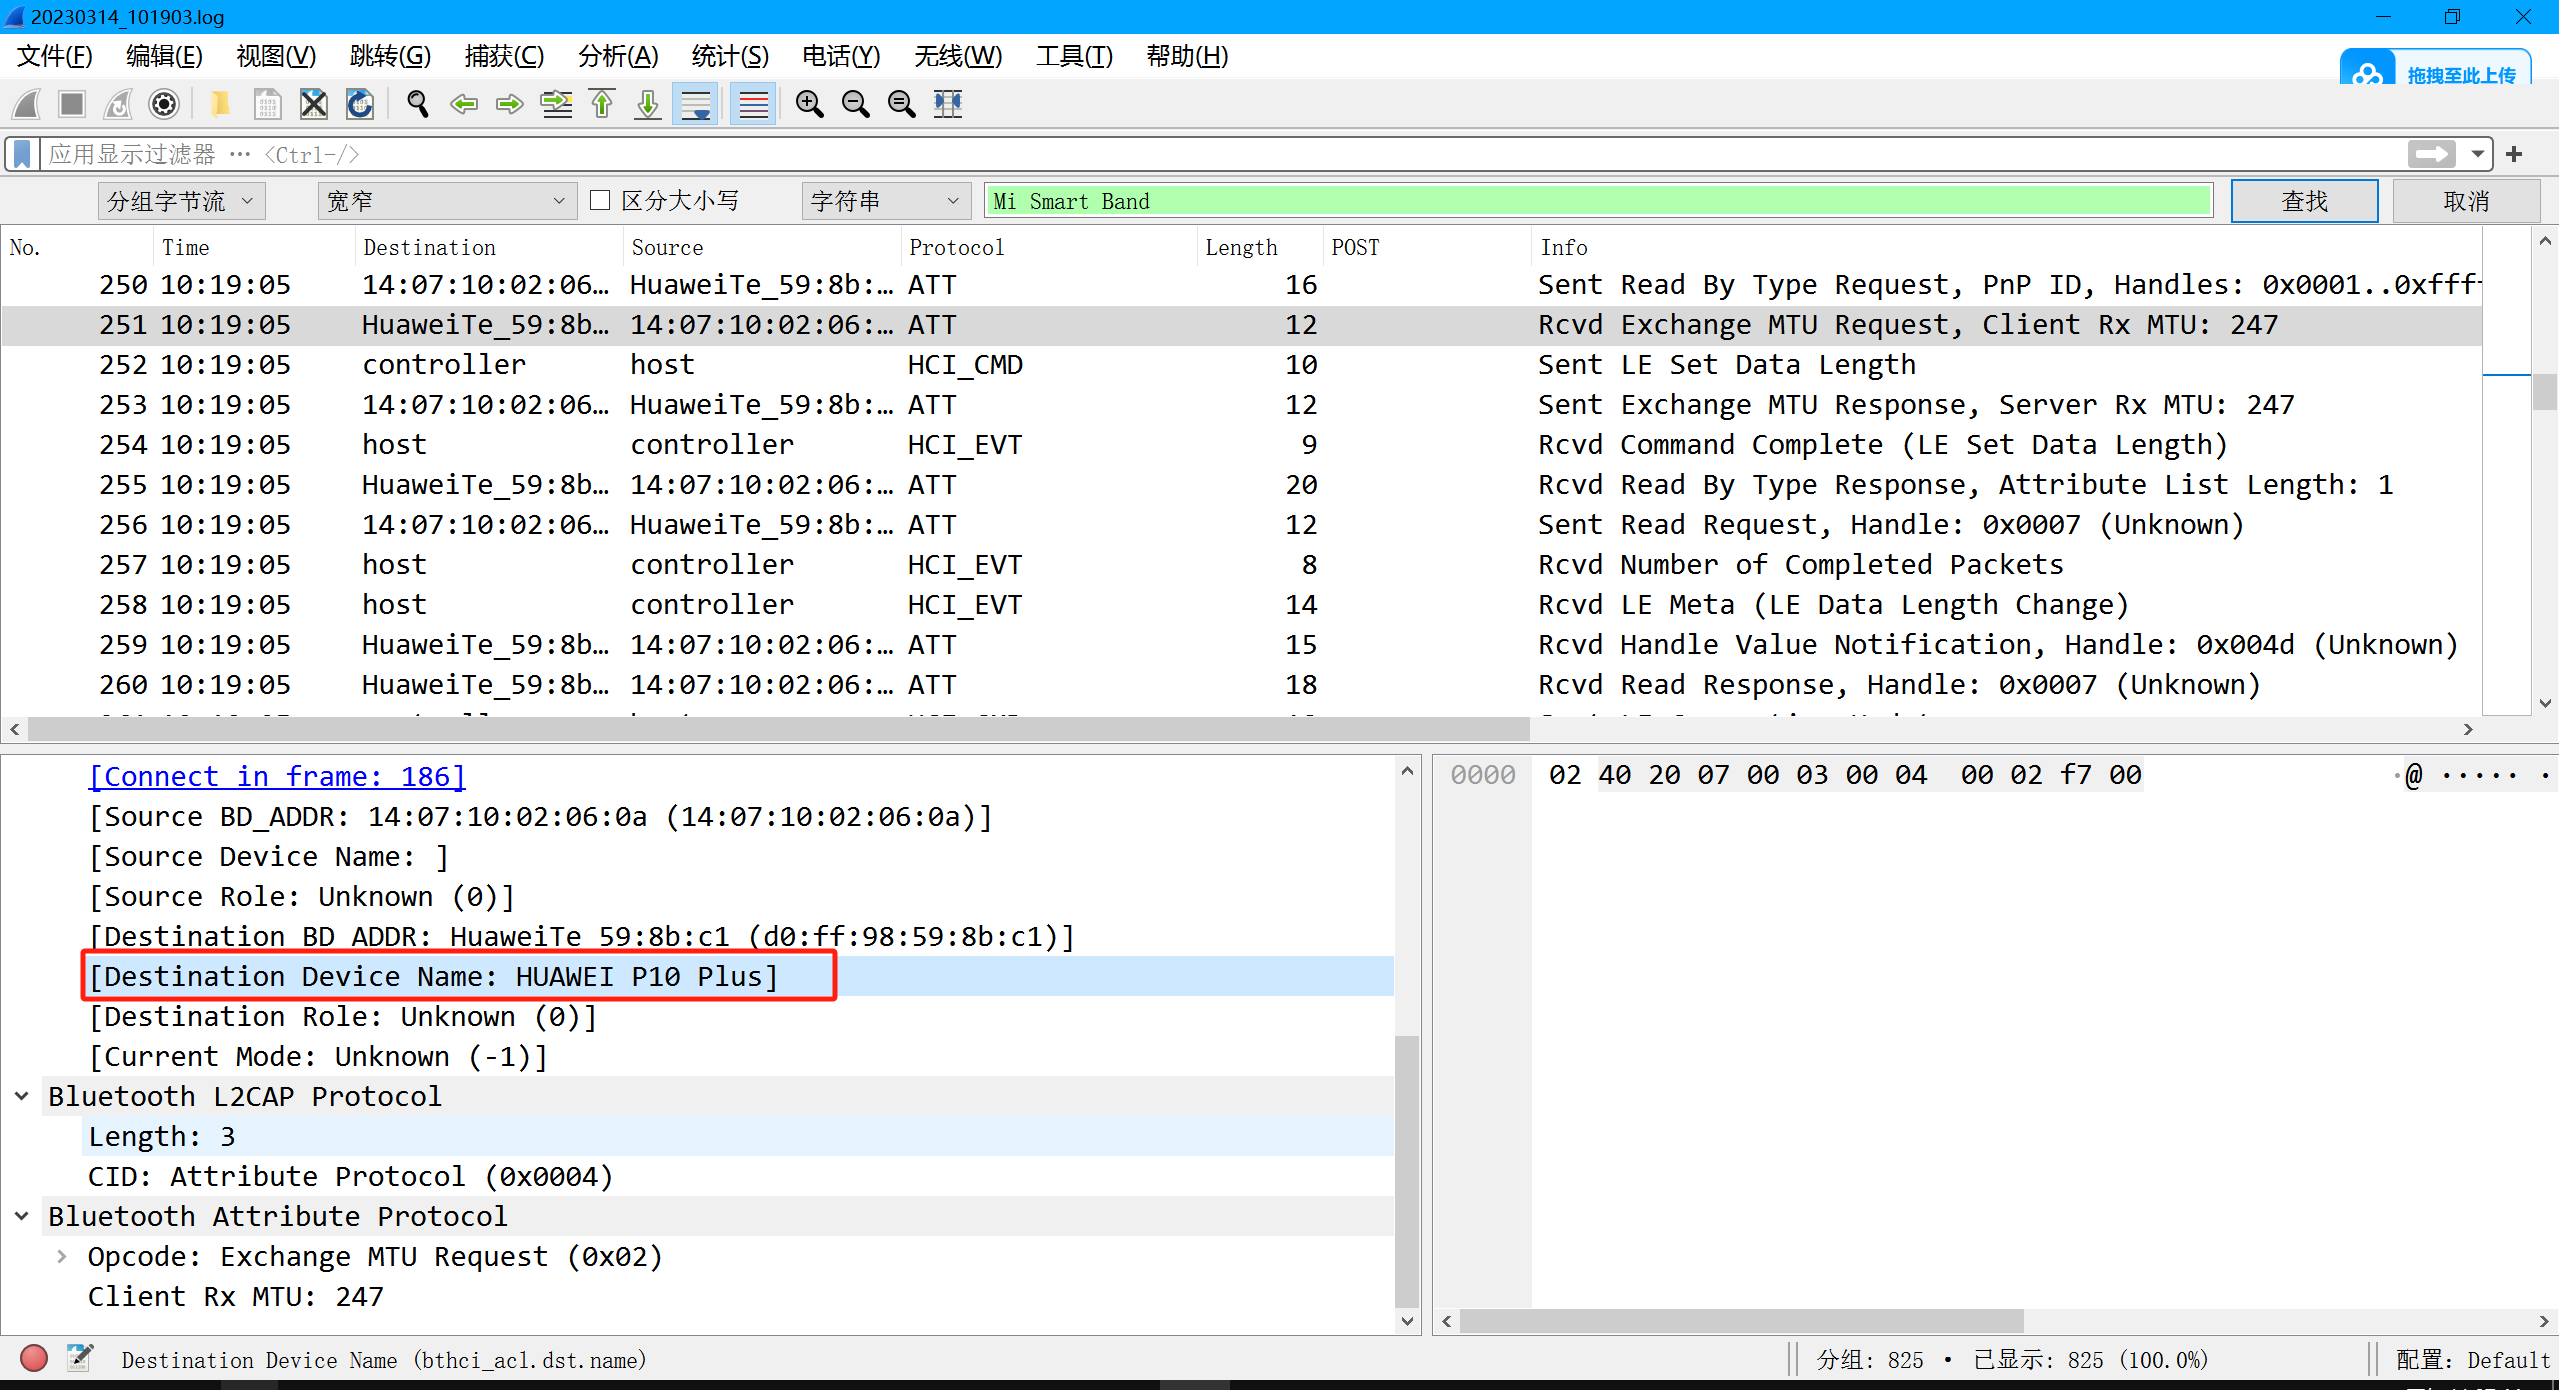 20230314_101903.log
文件(F) 编辑(E) 视图(V) 跳转(G) 捕获(C) 分析(A) 统计(S) 电话(Y) 无线(W) 工具(T) 帮助(H)
拖拽至此上传
应用显示过滤器 … <Ctrl-/>
分组字节流 宽窄 区分大小写 字符串 Mi Smart Band 查找 取消
No. Time Destination Source Protocol Length POST Info
250 10:19:05 14:07:10:02:06… HuaweiTe_59:8b:… ATT 16 Sent Read By Type Request, PnP ID, Handles: 0x0001..0xffff
251 10:19:05 HuaweiTe_59:8b… 14:07:10:02:06:… ATT 12 Rcvd Exchange MTU Request, Client Rx MTU: 247
252 10:19:05 controller host HCI_CMD 10 Sent LE Set Data Length
253 10:19:05 14:07:10:02:06… HuaweiTe_59:8b:… ATT 12 Sent Exchange MTU Response, Server Rx MTU: 247
254 10:19:05 host controller HCI_EVT 9 Rcvd Command Complete (LE Set Data Length)
255 10:19:05 HuaweiTe_59:8b… 14:07:10:02:06:… ATT 20 Rcvd Read By Type Response, Attribute List Length: 1
256 10:19:05 14:07:10:02:06… HuaweiTe_59:8b:… ATT 12 Sent Read Request, Handle: 0x0007 (Unknown)
257 10:19:05 host controller HCI_EVT 8 Rcvd Number of Completed Packets
258 10:19:05 host controller HCI_EVT 14 Rcvd LE Meta (LE Data Length Change)
259 10:19:05 HuaweiTe_59:8b… 14:07:10:02:06:… ATT 15 Rcvd Handle Value Notification, Handle: 0x004d (Unknown)
260 10:19:05 HuaweiTe_59:8b… 14:07:10:02:06:… ATT 18 Rcvd Read Response, Handle: 0x0007 (Unknown)
[Connect in frame: 186]
[Source BD_ADDR: 14:07:10:02:06:0a (14:07:10:02:06:0a)]
[Source Device Name: ]
[Source Role: Unknown (0)]
[Destination BD_ADDR: HuaweiTe_59:8b:c1 (d0:ff:98:59:8b:c1)]
[Destination Device Name: HUAWEI P10 Plus]
[Destination Role: Unknown (0)]
[Current Mode: Unknown (-1)]
Bluetooth L2CAP Protocol
Length: 3
CID: Attribute Protocol (0x0004)
Bluetooth Attribute Protocol
Opcode: Exchange MTU Request (0x02)
Client Rx MTU: 247
0000 02 40 20 07 00 03 00 04 00 02 f7 00 ·@ ····· ·
Destination Device Name (bthci_acl.dst.name)
分组: 825 · 已显示: 825 (100.0%)
配置: Default